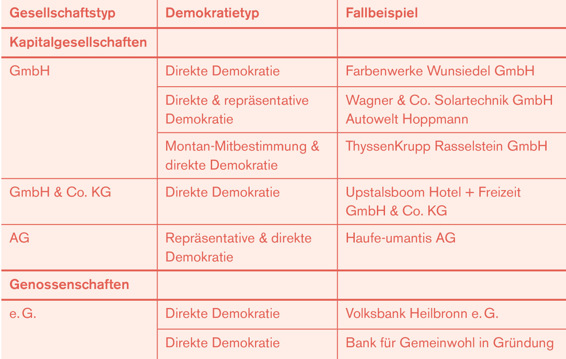 Gesellschaftstyp Demokratietyp Fallbeispiel
Kapitalgesellschaften
GmbH Direkte Demokratie Farbenwerke Wunsiedel GmbH
Direkte & repräsentative Wagner & Co. Solartechnik GmbH
Demokratie Autowelt Hoppmann
Montan-Mitbestimmung & ThyssenKrupp Rasselstein GmbH
direkte Demokratie
GmbH & Co. KG Direkte Demokratie Upstalsboom Hotel + Freizeit
GmbH & Co. KG
AG Repräsentative & direkte Haufe-umantis AG
Demokratie
Genossenschaften
e. G. Direkte Demokratie Volksbank Heilbronn e. G.
Direkte Demokratie Bank für Gemeinwohl in Gründung